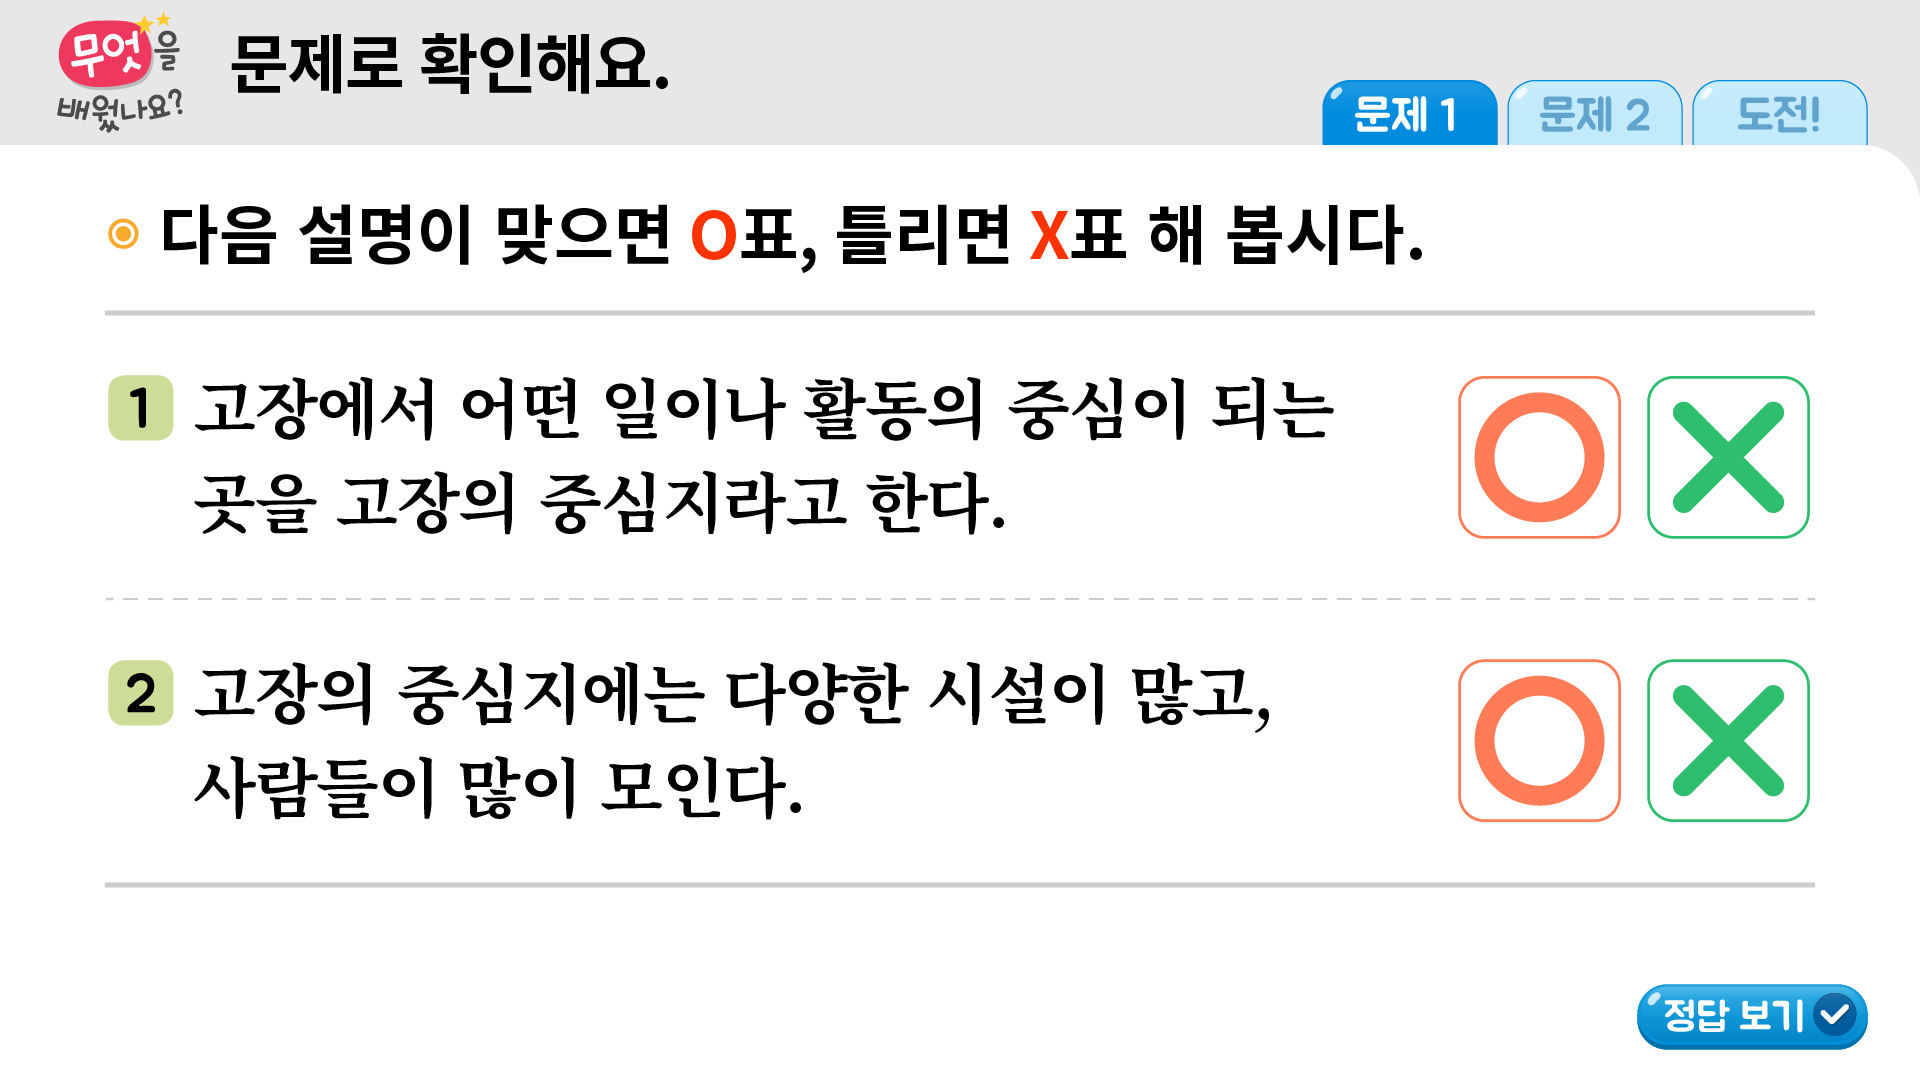 무엇을
배웠나요?
문제로 확인해요.
문제 1
문제 2
도전!
다음 설명이 맞으면 O표, 틀리면 X표 해 봅시다.
1 고장에서 어떤 일이나 활동의 중심이 되는
곳을 고장의 중심지라고 한다.
2 고장의 중심지에는 다양한 시설이 많고,
사람들이 많이 모인다.
정답 보기